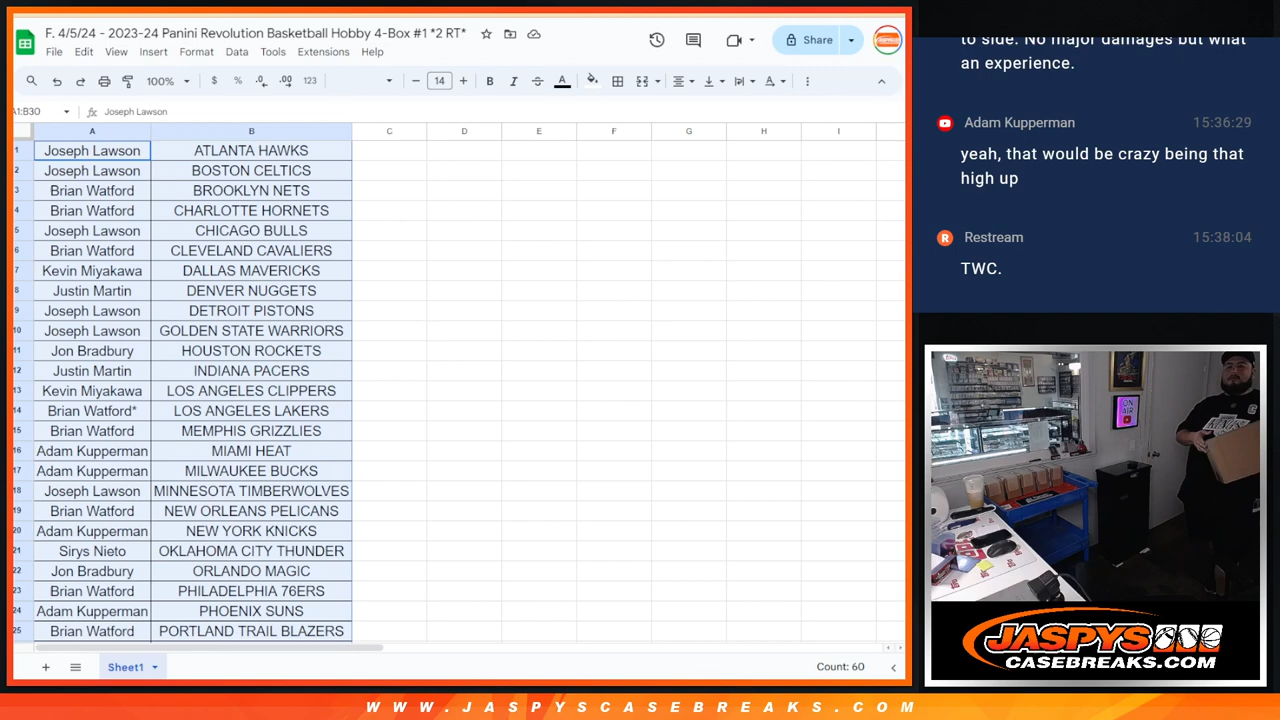 F. 4/5/24 - 2023-24 Panini Revolution Basketball Hobby 4-Box #1 *2 RT*
File Edit View Insert Format Data Tools Extensions Help
Share
100% $ % .0 .00 123 14 B I A
A1:B30 fx Joseph Lawson
A B C D E F G H I
1 Joseph Lawson ATLANTA HAWKS
2 Joseph Lawson BOSTON CELTICS
3 Brian Watford BROOKLYN NETS
4 Brian Watford CHARLOTTE HORNETS
5 Joseph Lawson CHICAGO BULLS
6 Brian Watford CLEVELAND CAVALIERS
7 Kevin Miyakawa DALLAS MAVERICKS
8 Justin Martin DENVER NUGGETS
9 Joseph Lawson DETROIT PISTONS
10 Joseph Lawson GOLDEN STATE WARRIORS
11 Jon Bradbury HOUSTON ROCKETS
12 Justin Martin INDIANA PACERS
13 Kevin Miyakawa LOS ANGELES CLIPPERS
14 Brian Watford* LOS ANGELES LAKERS
15 Brian Watford MEMPHIS GRIZZLIES
16 Adam Kupperman MIAMI HEAT
17 Adam Kupperman MILWAUKEE BUCKS
18 Joseph Lawson MINNESOTA TIMBERWOLVES
19 Brian Watford NEW ORLEANS PELICANS
20 Adam Kupperman NEW YORK KNICKS
21 Sirys Nieto OKLAHOMA CITY THUNDER
22 Jon Bradbury ORLANDO MAGIC
23 Brian Watford PHILADELPHIA 76ERS
24 Adam Kupperman PHOENIX SUNS
25 Brian Watford PORTLAND TRAIL BLAZERS
Sheet1
Count: 60
to side. No major damages but what
an experience.
Adam Kupperman 15:36:29
yeah, that would be crazy being that
high up
Restream 15:38:04
TWC.
ON
AIR
JASPYS
CASEBREAKS.COM
WWW.JASPYSCASEBREAKS.COM